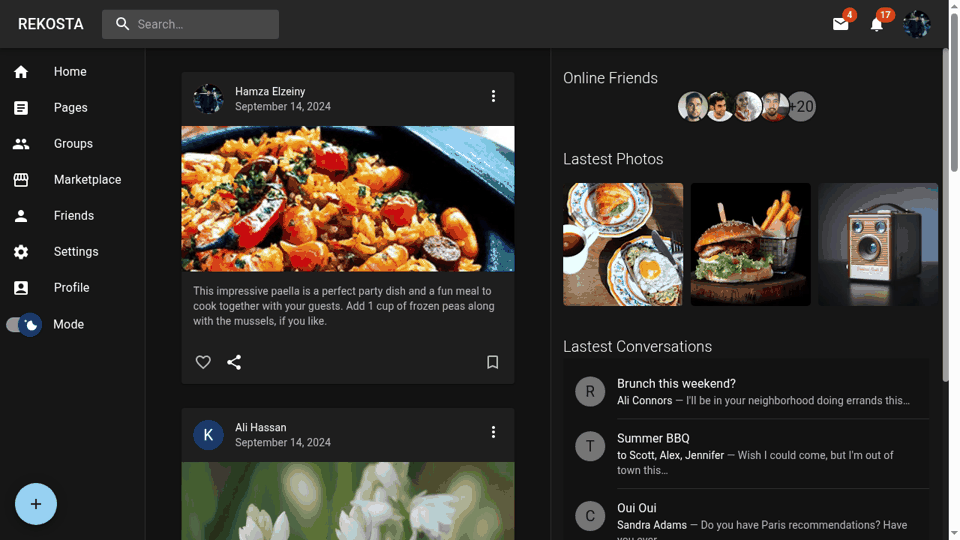 REKOSTA
Search...
4
17
Home
Pages
Groups
Marketplace
Friends
Settings
Profile
Mode
Hamza Elzeiny
September 14, 2024
This impressive paella is a perfect party dish and a fun meal to
cook together with your guests. Add 1 cup of frozen peas along
with the mussels, if you like.
K
Ali Hassan
September 14, 2024
Online Friends
+20
Lastest Photos
Lastest Conversations
R
Brunch this weekend?
Ali Connors — I'll be in your neighborhood doing errands this…
T
Summer BBQ
to Scott, Alex, Jennifer — Wish I could come, but I'm out of
town this…
C
Oui Oui
Sandra Adams — Do you have Paris recommendations? Have
you ever…